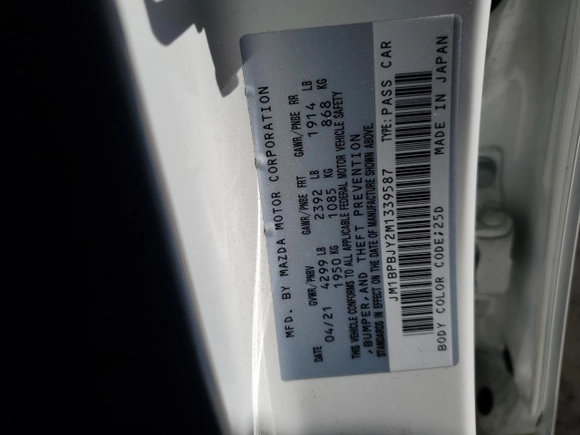 MFD. BY MAZDA MOTOR CORPORATION
GVWR/PNBV GAWR/PNBE FRT GAWR/PNBE RR
DATE 04/21 4299 LB 2392 LB 1914 LB
1950 KG 1085 KG 868 KG
THIS VEHICLE CONFORMS TO ALL APPLICABLE FEDERAL MOTOR VEHICLE SAFETY
,BUMPER,AND THEFT PREVENTION
STANDARDS IN EFFECT ON THE DATE OF MANUFACTURE SHOWN ABOVE.
JM1BPBJY2M1339587 TYPE: PASS CAR
BODY COLOR CODE;25D MADE IN JAPAN